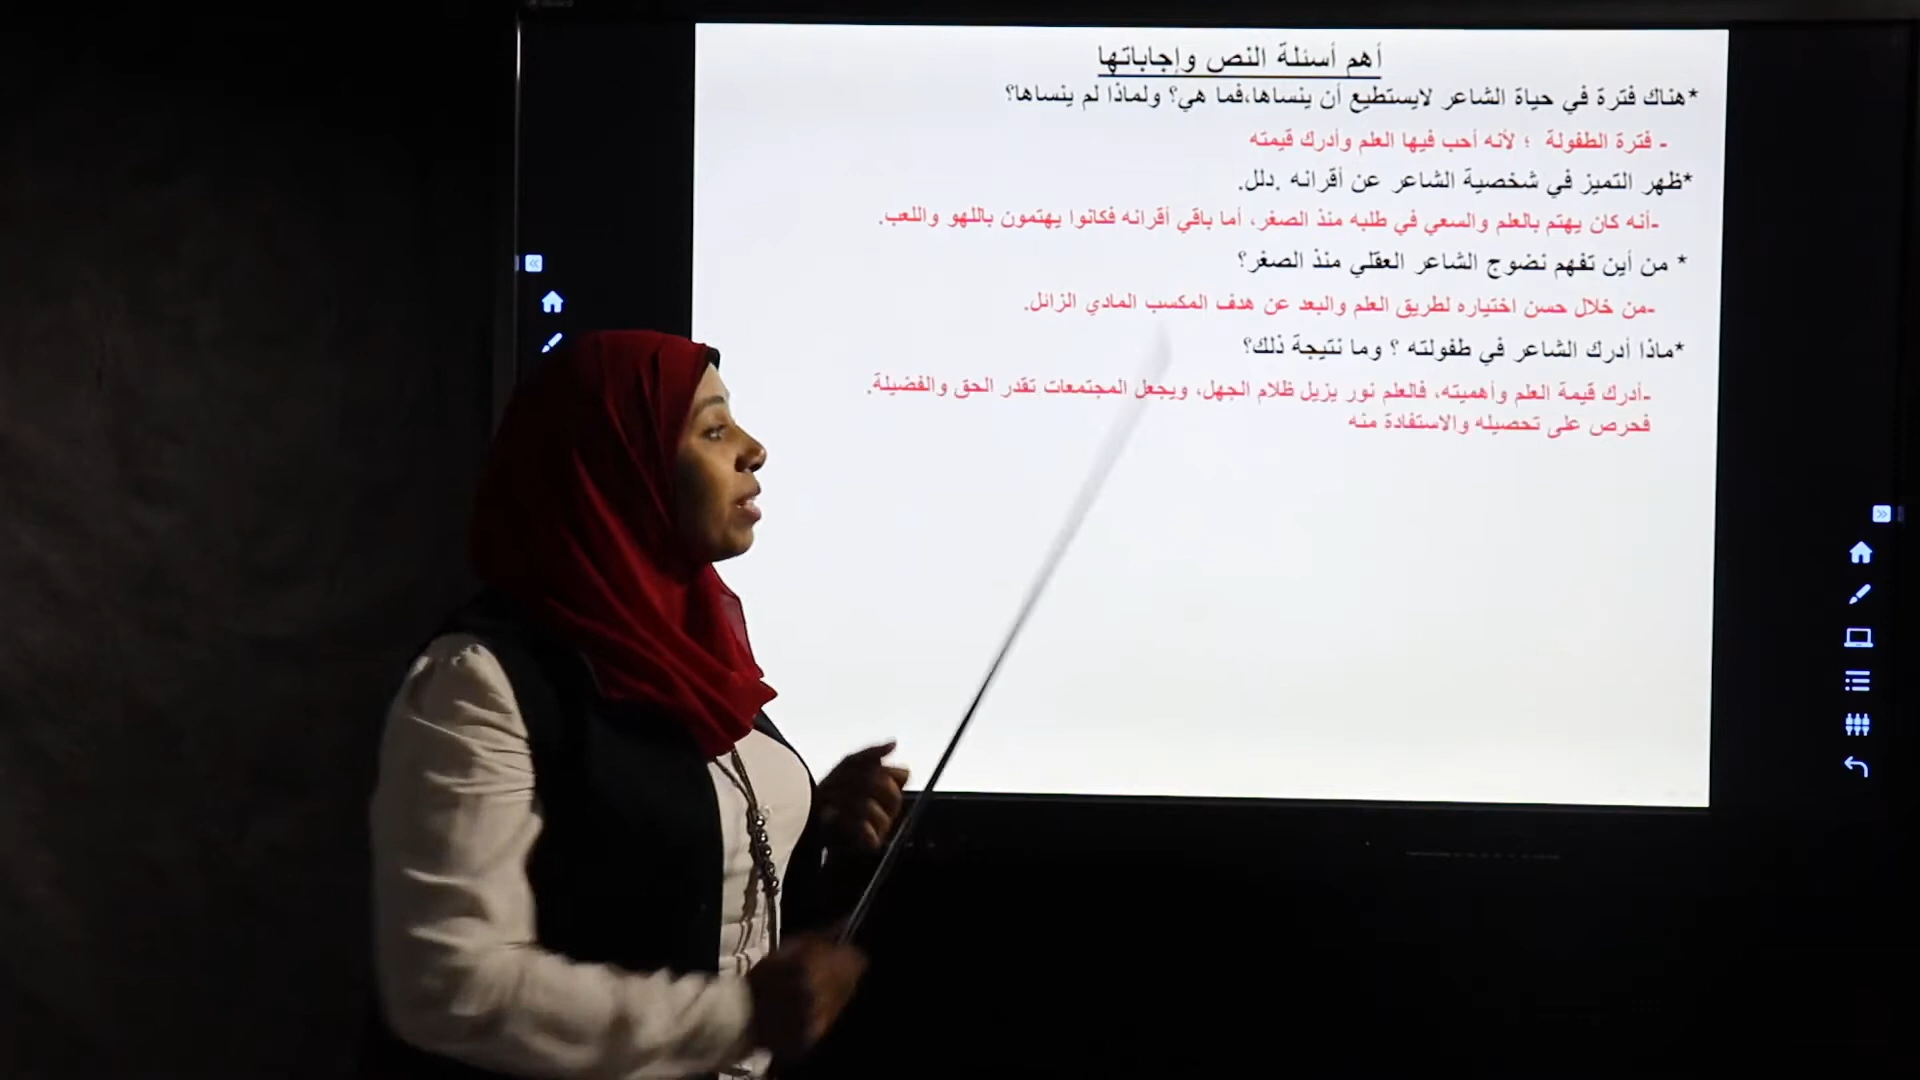 أهم أسئلة النص وإجاباتها
*هناك فترة في حياة الشاعر لايستطيع أن ينساها،فما هي؟ ولماذا لم ينساها؟
- فترة الطفولة ؛ لأنه أحب فيها العلم وأدرك قيمته
*ظهر التميز في شخصية الشاعر عن أقرانه .دلل.
-أنه كان يهتم بالعلم والسعي في طلبه منذ الصغر، أما باقي أقرانه فكانوا يهتمون باللهو واللعب.
* من أين تفهم نضوج الشاعر العقلي منذ الصغر؟
-من خلال حسن اختياره لطريق العلم والبعد عن هدف المكسب المادي الزائل.
*ماذا أدرك الشاعر في طفولته ؟ وما نتيجة ذلك؟
-أدرك قيمة العلم وأهميته، فالعلم نور يزيل ظلام الجهل، ويجعل المجتمعات تقدر الحق والفضيلة.
فحرص على تحصيله والاستفادة منه